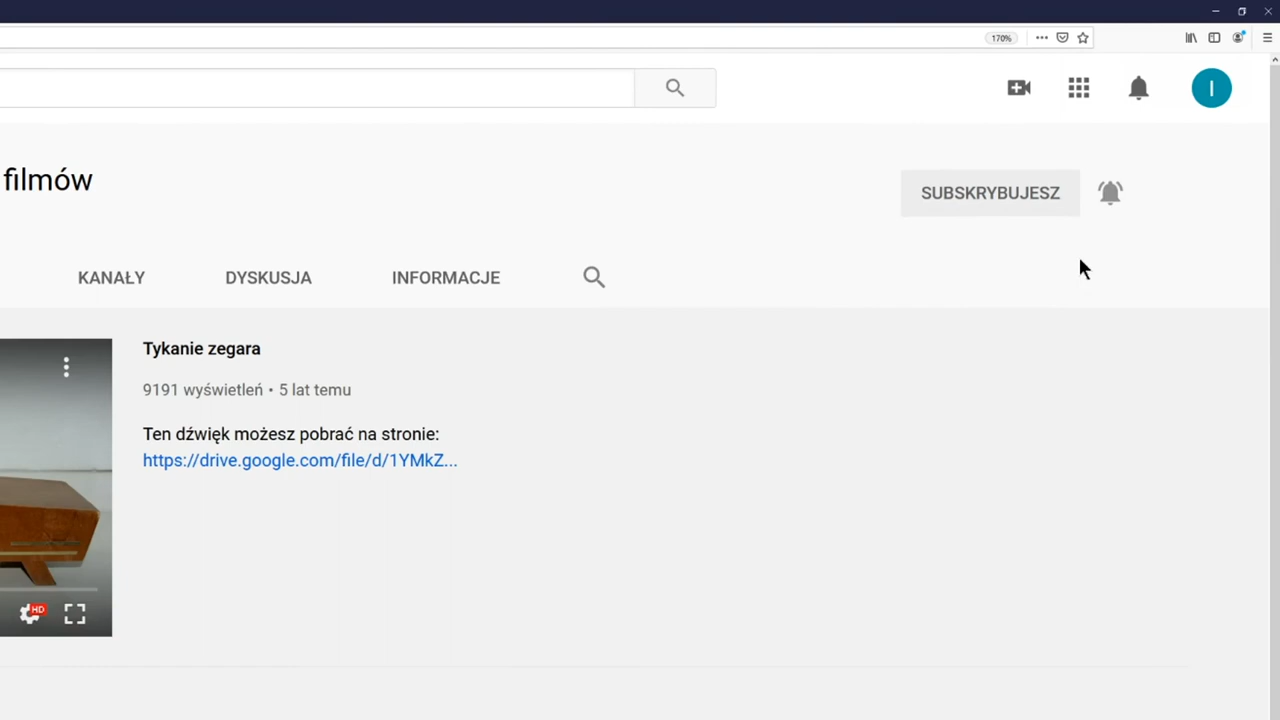 170%
I
filmów
SUBSKRYBUJESZ
KANAŁY
DYSKUSJA
INFORMACJE
Tykanie zegara
9191 wyświetleń • 5 lat temu
Ten dźwięk możesz pobrać na stronie:
https://drive.google.com/file/d/1YMkZ...
HD